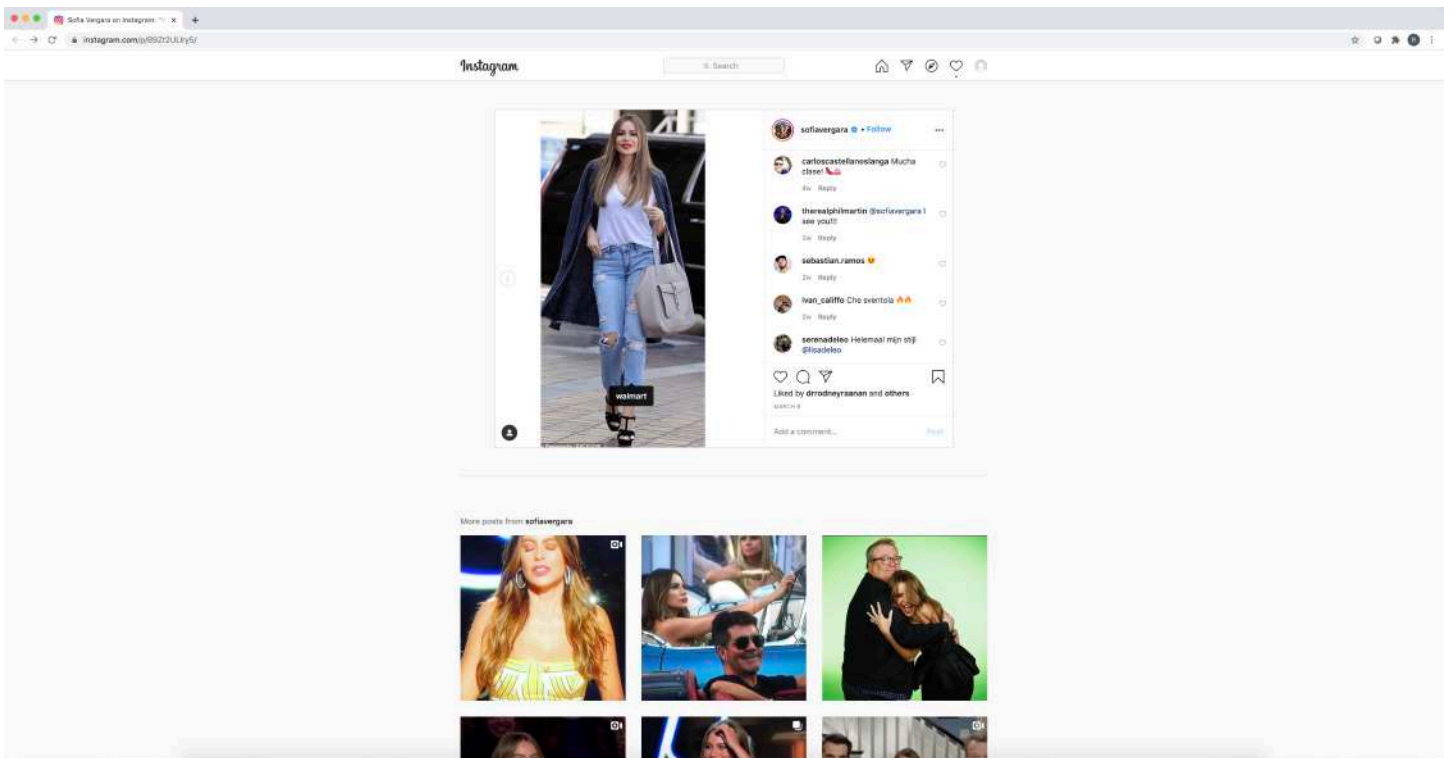 Sofia Vergara on Instagram: "
instagram.com/p/
Instagram
Search
sofiavergara • Follow
carloscastellanoslanga Mucha
clase! 👠👛
4w Reply
therealphilmartin @sofiavergara I
see you!!!
2w Reply
sebastian.ramos 😍
2w Reply
ivan_califfo Che sventola 🔥🔥
2w Reply
serenadeleo Helemaal mijn stijl
@lisadeleo
walmart
Liked by drrodneyraanan and others
Add a comment...
Post
More posts from sofiavergara